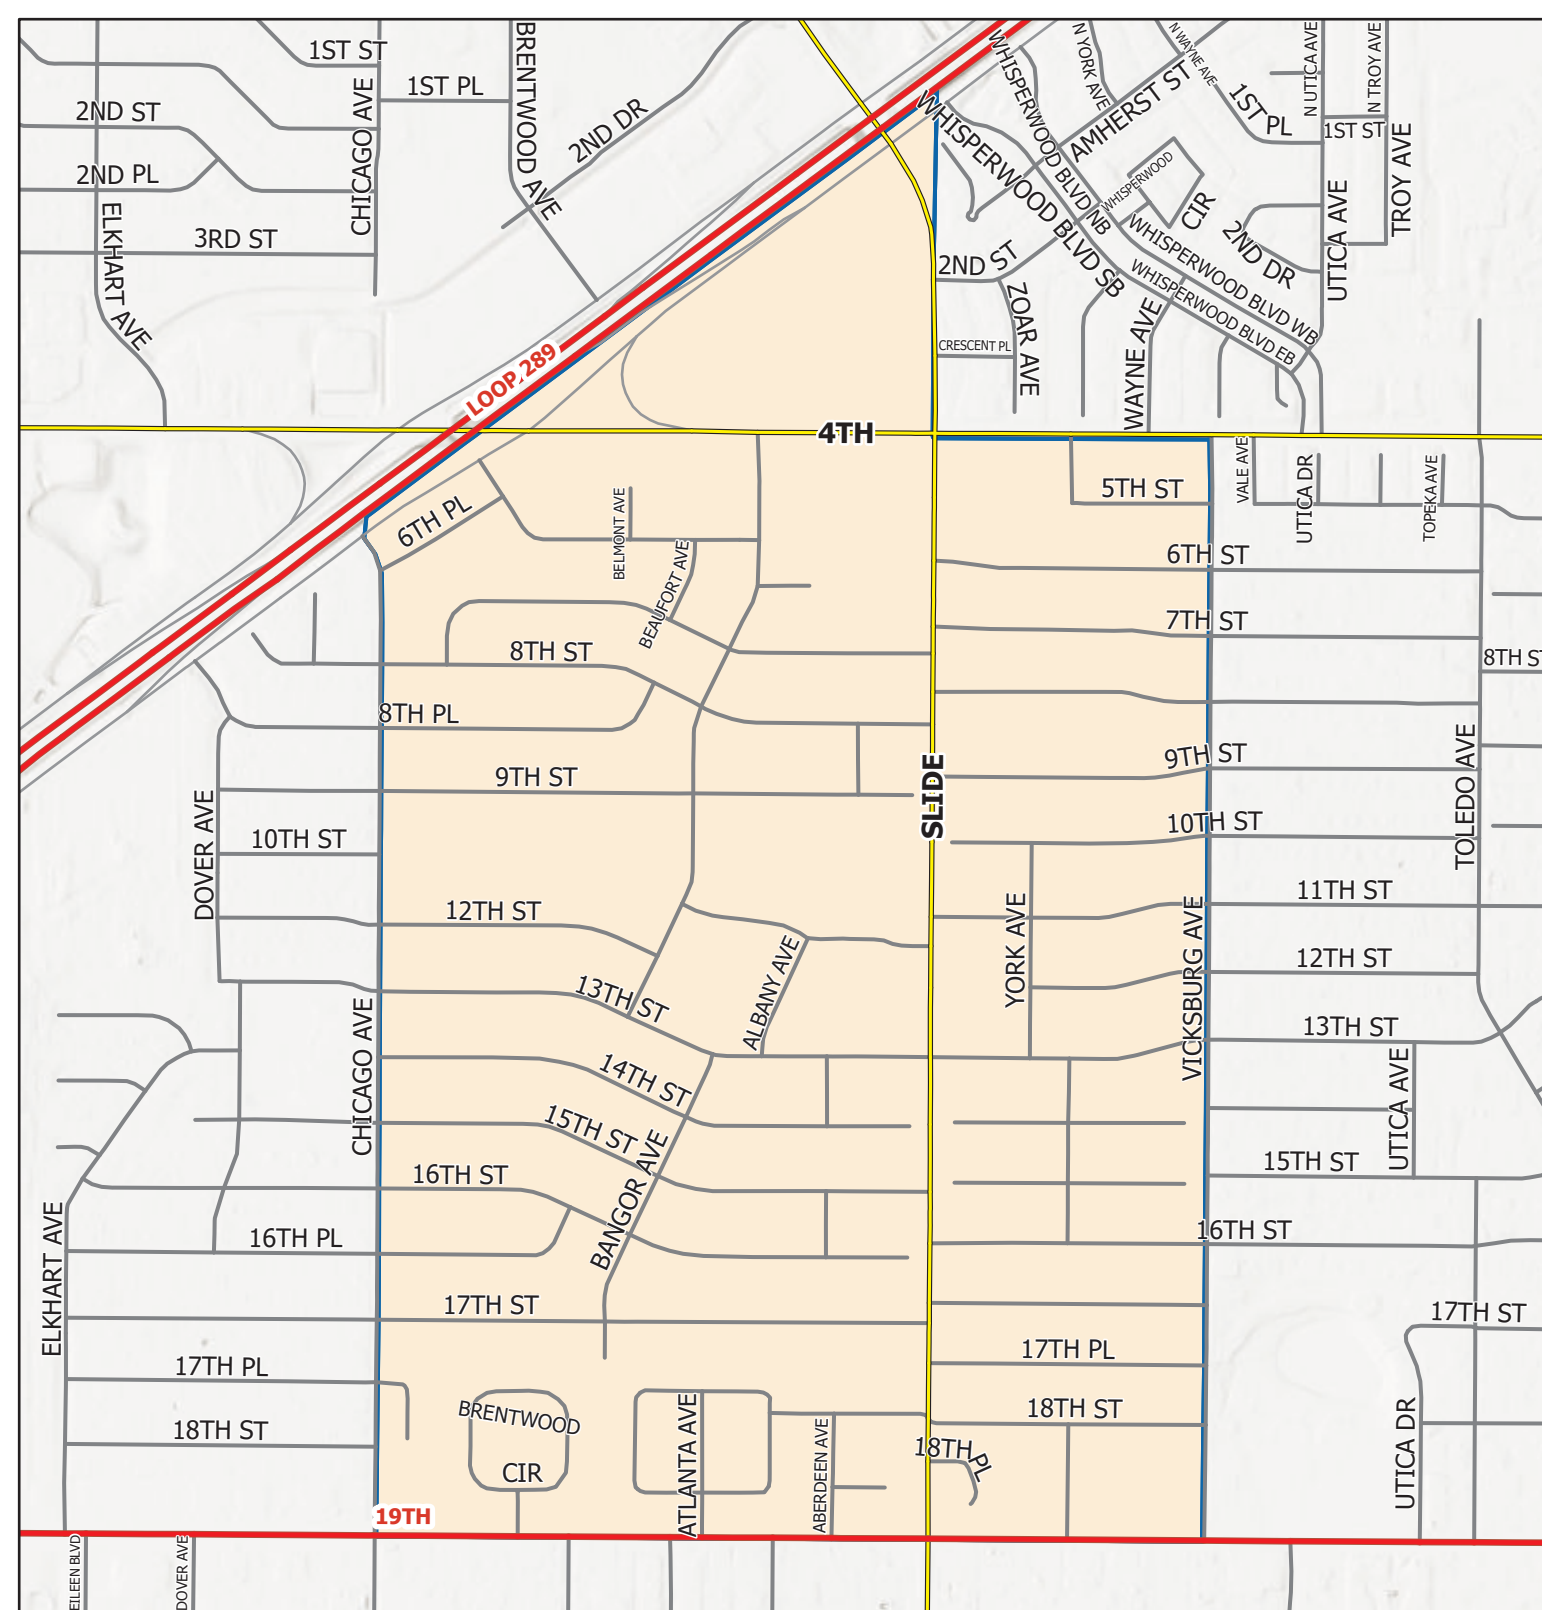 1ST ST
BRENTWOOD AVE
1ST PL
CHICAGO AVE
2ND ST
2ND DR
2ND PL
ELKHART AVE
3RD ST
WHISPERWOOD BLVD NB
N YORK AVE
N WAYNE AVE
N UTICA AVE
N TROY AVE
AMHERST ST
1ST PL
1ST ST
WHISPERWOOD BLVD SB
WHISPERWOOD
CIR
TROY AVE
UTICA AVE
2ND DR
2ND ST
WHISPERWOOD BLVD WB
WHISPERWOOD BLVD EB
ZOAR AVE
CRESCENT PL
WAYNE AVE
LOOP 289
4TH
5TH ST
VALE AVE
UTICA DR
TOPEKA AVE
6TH PL
BELMONT AVE
BEAUFORT AVE
6TH ST
7TH ST
8TH ST
8TH ST
8TH PL
9TH ST
9TH ST
SLIDE
TOLEDO AVE
DOVER AVE
10TH ST
10TH ST
11TH ST
12TH ST
YORK AVE
VICKSBURG AVE
12TH ST
13TH ST
ALBANY AVE
13TH ST
CHICAGO AVE
14TH ST
UTICA AVE
15TH ST
15TH ST
16TH ST
BANGOR AVE
16TH ST
16TH PL
ELKHART AVE
17TH ST
17TH ST
17TH PL
17TH PL
18TH ST
BRENTWOOD
CIR
ATLANTA AVE
ABERDEEN AVE
18TH ST
18TH PL
UTICA DR
19TH
EILEEN BLVD
DOVER AVE